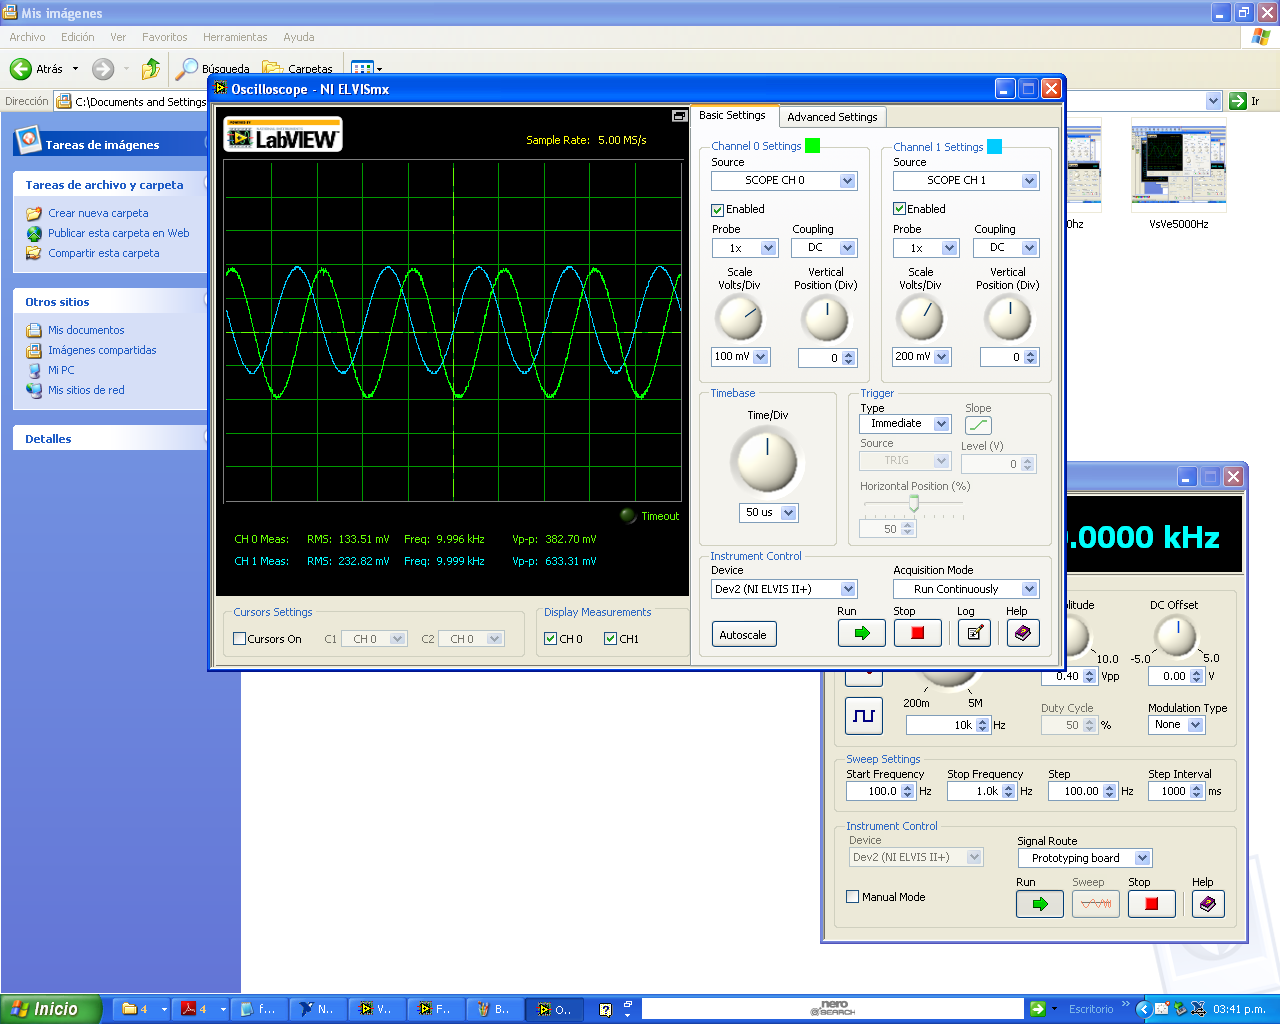 Mis imágenes
Archivo Edición Ver Favoritos Herramientas Ayuda
Atrás Búsqueda Carpetas
Dirección C:\Documents and Settings Ir
Tareas de imágenes
Tareas de archivo y carpeta
Crear nueva carpeta
Publicar esta carpeta en Web
Compartir esta carpeta
Otros sitios
Mis documentos
Imágenes compartidas
Mi PC
Mis sitios de red
Detalles
0hz
VsVe5000Hz
Oscilloscope - NI ELVISmx
POWERED BY
NATIONAL INSTRUMENTS
LabVIEW
Sample Rate: 5.00 MS/s
Timeout
CH 0 Meas: RMS: 133.51 mV Freq: 9.996 kHz Vp-p: 382.70 mV
CH 1 Meas: RMS: 232.82 mV Freq: 9.999 kHz Vp-p: 633.31 mV
Cursors Settings
Cursors On C1 CH 0 C2 CH 0
Display Measurements
CH 0 CH1
Basic Settings Advanced Settings
Channel 0 Settings
Source
SCOPE CH 0
Enabled
Probe Coupling
1x DC
Scale Volts/Div
Vertical Position (Div)
100 mV 0
Channel 1 Settings
Source
SCOPE CH 1
Enabled
Probe Coupling
1x DC
Scale Volts/Div
Vertical Position (Div)
200 mV 0
Timebase
Time/Div
50 us
Trigger
Type Slope
Immediate
Source Level (V)
TRIG 0
Horizontal Position (%)
50
Instrument Control
Device Acquisition Mode
Dev2 (NI ELVIS II+) Run Continuously
Run Stop Log Help
Autoscale
.0000 kHz
litude DC Offset
10.0 -5.0 5.0
0.40 Vpp 0.00 V
200m 5M
10k Hz
Duty Cycle Modulation Type
50 % None
Sweep Settings
Start Frequency Stop Frequency Step Step Interval
100.0 Hz 1.0k Hz 100.00 Hz 1000 ms
Instrument Control
Device Signal Route
Dev2 (NI ELVIS II+) Prototyping board
Run Sweep Stop Help
Manual Mode
Inicio 4 4 f... N.. V.. F.. B.. O.. nero SEARCH Escritorio 03:41 p.m.